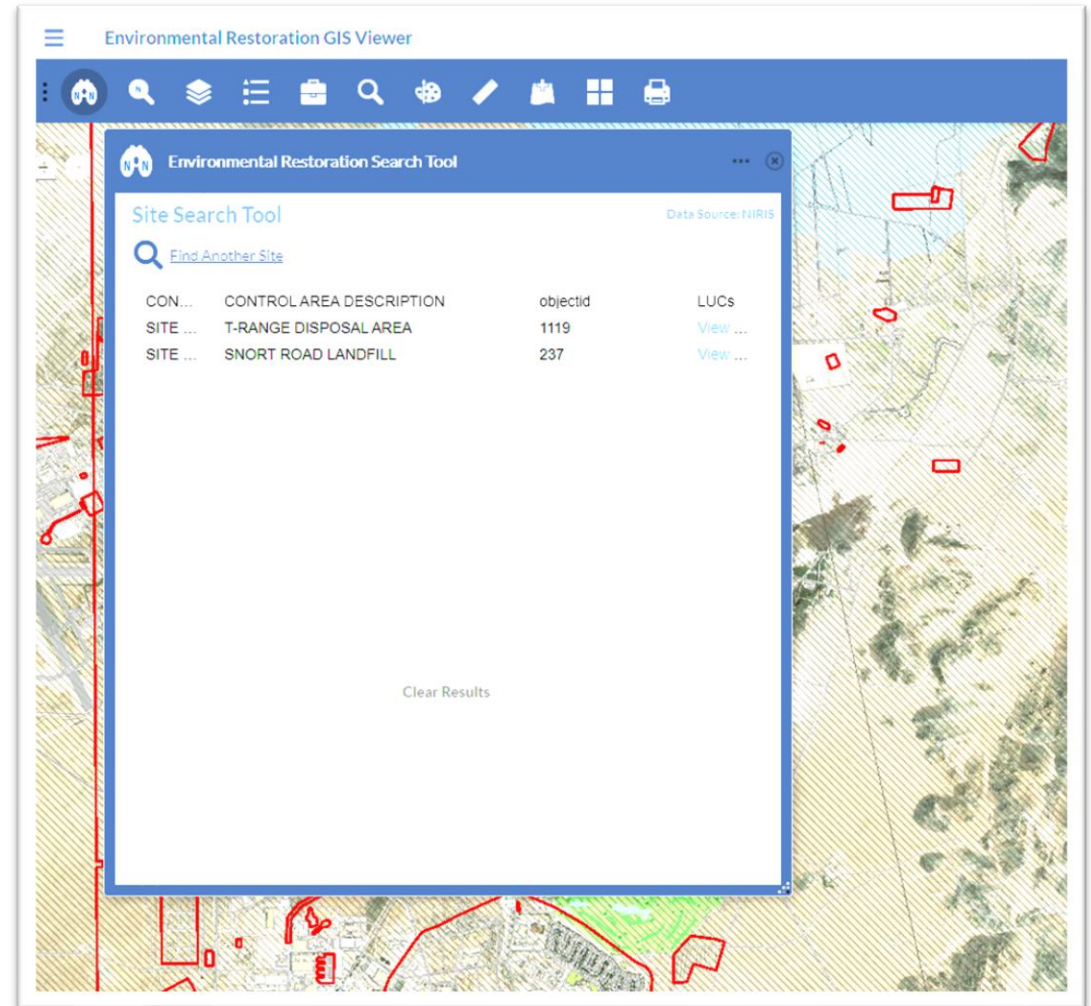 Environmental Restoration GIS Viewer
N
N N Environmental Restoration Search Tool
Site Search Tool Data Source: NIRIS
Find Another Site
CON... CONTROL AREA DESCRIPTION objectid LUCs
SITE ... T-RANGE DISPOSAL AREA 1119 View ...
SITE ... SNORT ROAD LANDFILL 237 View ...
Clear Results